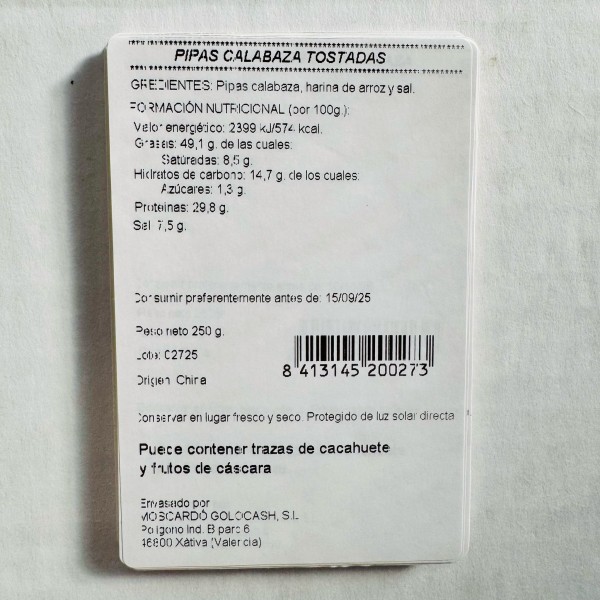 PIPAS CALABAZA TOSTADAS
GREDIENTES: Pipas calabaza, harina de arroz y sal.
FORMACIÓN NUTRICIONAL (por 100g.):
Valor energético: 2399 kJ/574 kcal.
Grasas: 49,1 g. de las cuales:
Saturadas: 8,5 g.
Hidratos de carbono: 14,7 g. de los cuales:
Azúcares: 1,3 g.
Proteínas: 29,8 g.
Sal 7,5 g.
Consumir preferentemente antes de: 15/09/25
Peso neto 250 g.
Lote: 02725
Origen China
8 413145 200273
Conservar en lugar fresco y seco. Protegido de luz solar directa
Puede contener trazas de cacahuete
y frutos de cáscara
Envasado por
MOSCARDÓ GOLOCASH, S.L.
Polígono Ind. B parc 6
46800 Xàtiva (Valencia)